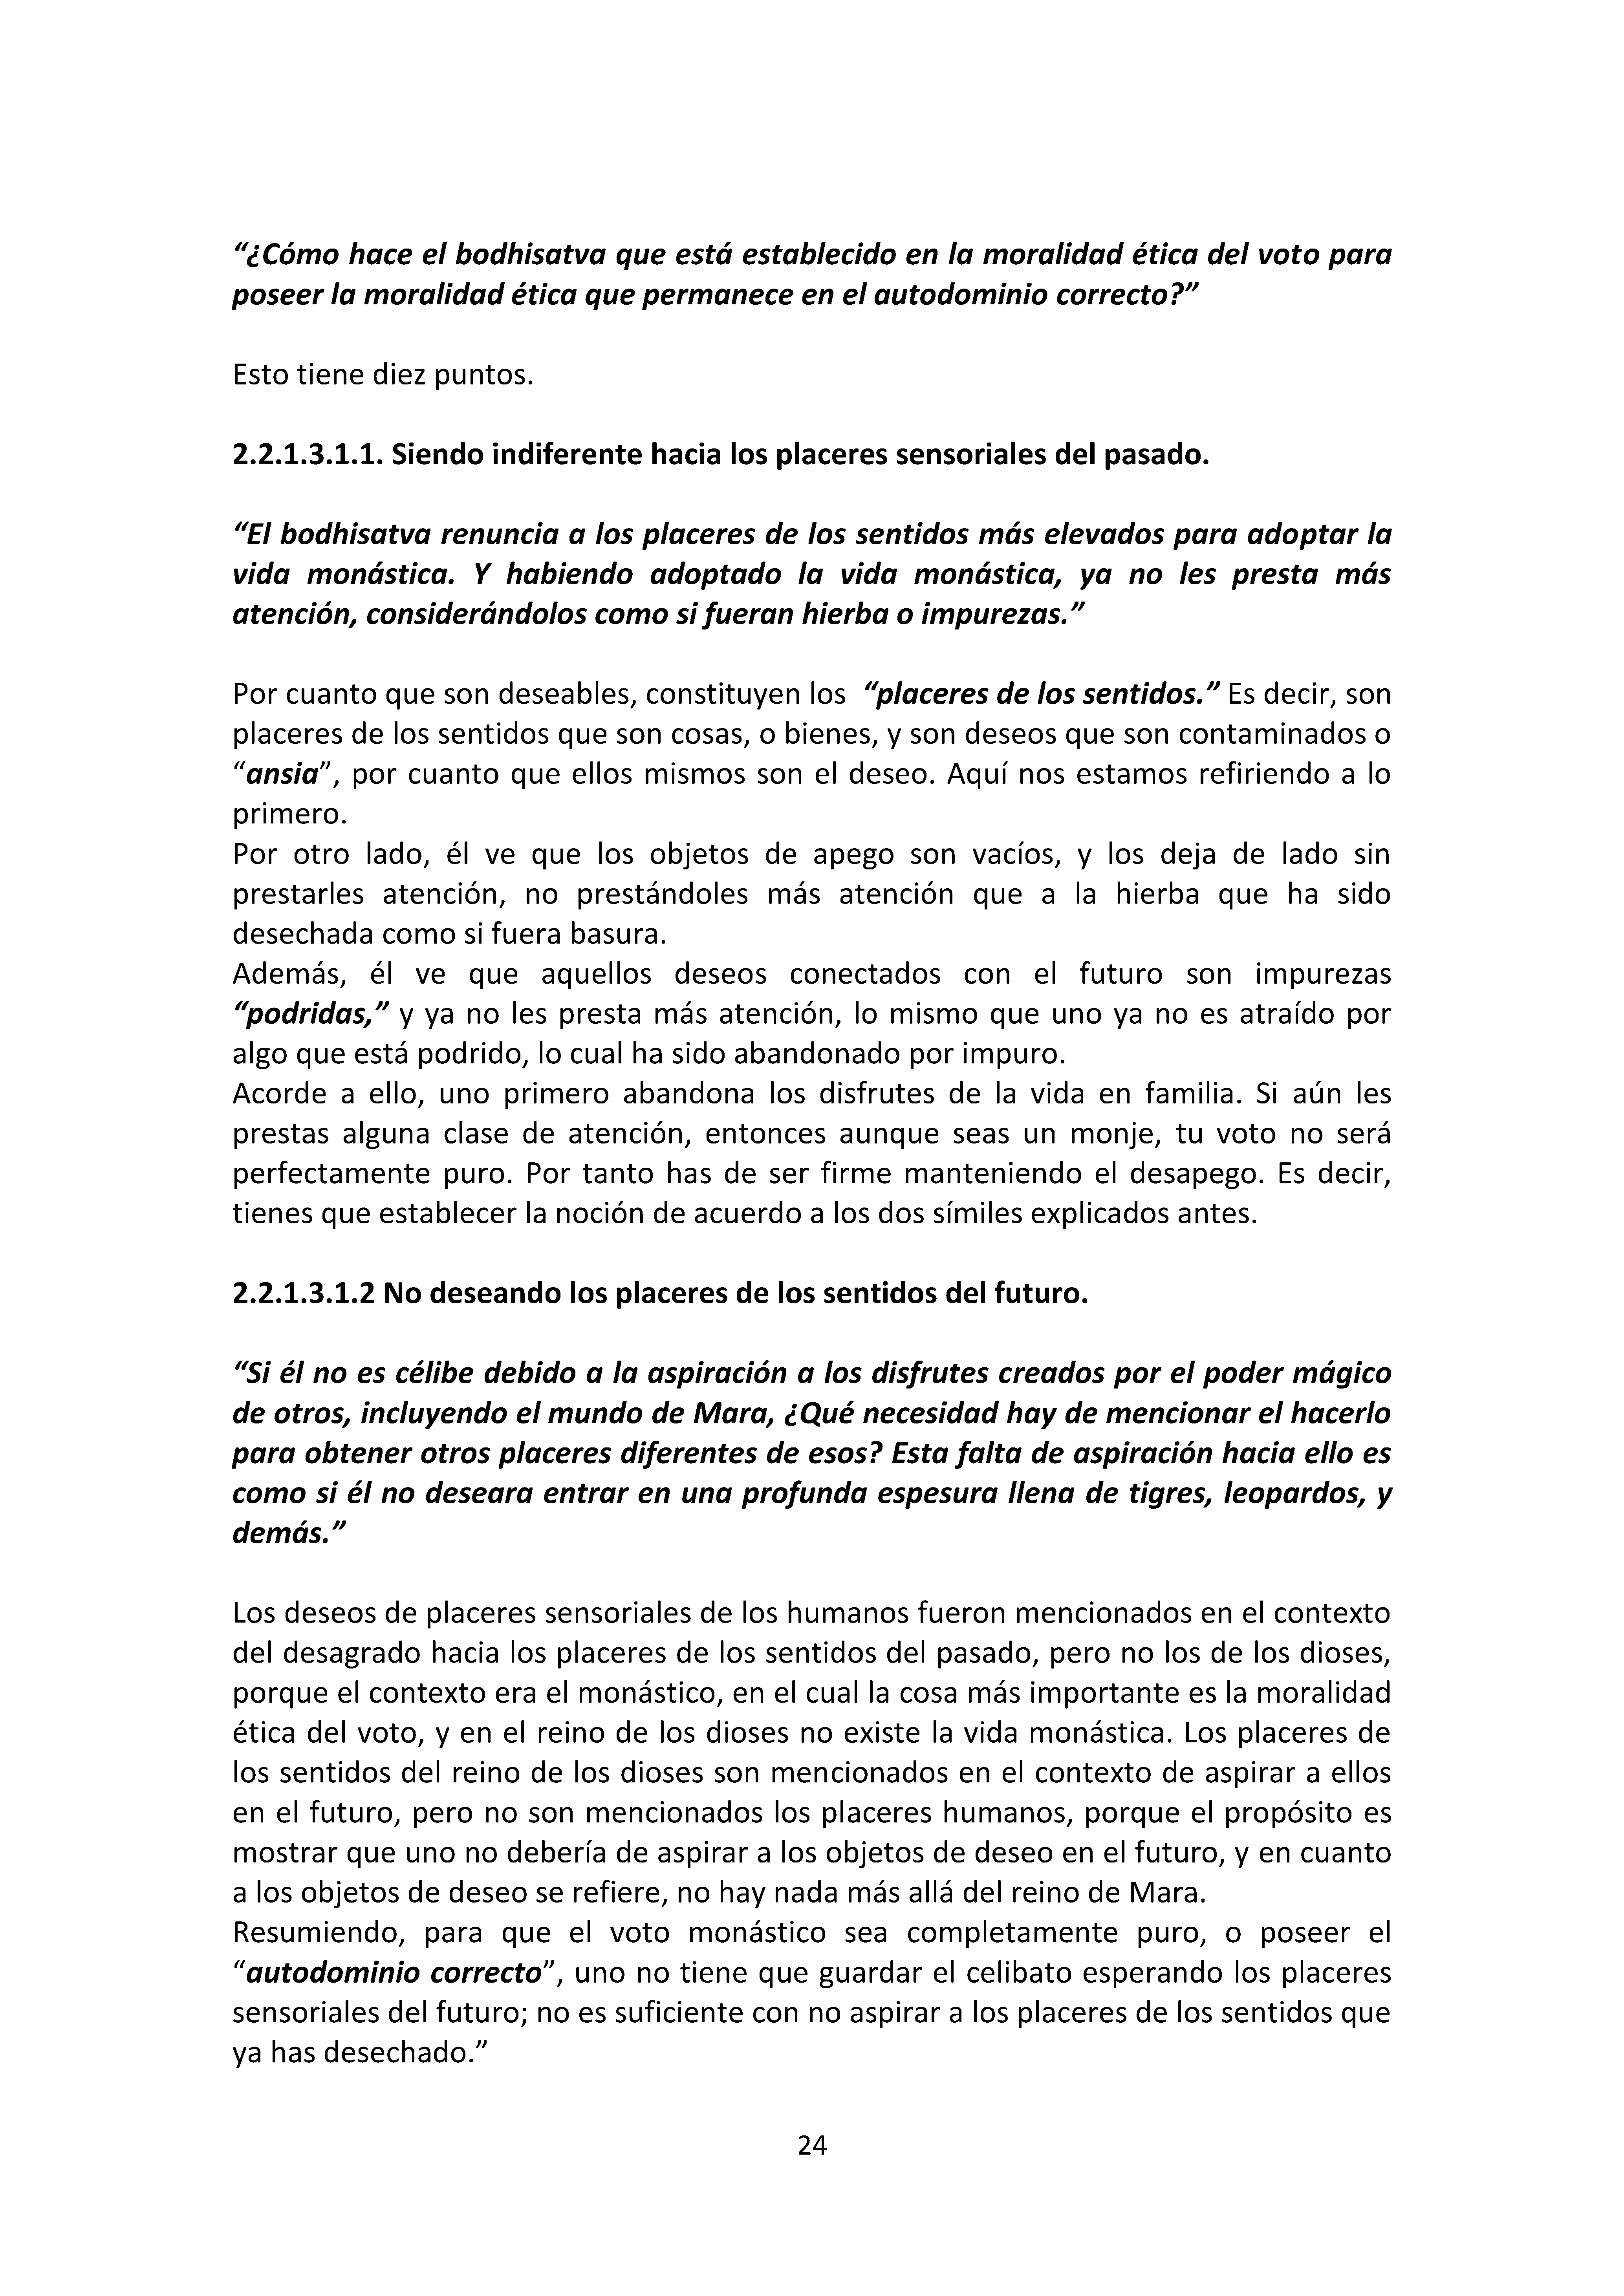 “¿Cómo hace el bodhisatva que está establecido en la moralidad ética del voto para
poseer la moralidad ética que permanece en el autodominio correcto?”
Esto tiene diez puntos.
2.2.1.3.1.1. Siendo indiferente hacia los placeres sensoriales del pasado.
“El bodhisatva renuncia a los placeres de los sentidos más elevados para adoptar la
vida monástica. Y habiendo adoptado la vida monástica, ya no les presta más
atención, considerándolos como si fueran hierba o impurezas.”
Por cuanto que son deseables, constituyen los “placeres de los sentidos.” Es decir, son
placeres de los sentidos que son cosas, o bienes, y son deseos que son contaminados o
“ansia”, por cuanto que ellos mismos son el deseo. Aquí nos estamos refiriendo a lo
primero.
Por otro lado, él ve que los objetos de apego son vacíos, y los deja de lado sin
prestarles atención, no prestándoles más atención que a la hierba que ha sido
desechada como si fuera basura.
Además, él ve que aquellos deseos conectados con el futuro son impurezas
“podridas,” y ya no les presta más atención, lo mismo que uno ya no es atraído por
algo que está podrido, lo cual ha sido abandonado por impuro.
Acorde a ello, uno primero abandona los disfrutes de la vida en familia. Si aún les
prestas alguna clase de atención, entonces aunque seas un monje, tu voto no será
perfectamente puro. Por tanto has de ser firme manteniendo el desapego. Es decir,
tienes que establecer la noción de acuerdo a los dos símiles explicados antes.
2.2.1.3.1.2 No deseando los placeres de los sentidos del futuro.
“Si él no es célibe debido a la aspiración a los disfrutes creados por el poder mágico
de otros, incluyendo el mundo de Mara, ¿Qué necesidad hay de mencionar el hacerlo
para obtener otros placeres diferentes de esos? Esta falta de aspiración hacia ello es
como si él no deseara entrar en una profunda espesura llena de tigres, leopardos, y
demás.”
Los deseos de placeres sensoriales de los humanos fueron mencionados en el contexto
del desagrado hacia los placeres de los sentidos del pasado, pero no los de los dioses,
porque el contexto era el monástico, en el cual la cosa más importante es la moralidad
ética del voto, y en el reino de los dioses no existe la vida monástica. Los placeres de
los sentidos del reino de los dioses son mencionados en el contexto de aspirar a ellos
en el futuro, pero no son mencionados los placeres humanos, porque el propósito es
mostrar que uno no debería de aspirar a los objetos de deseo en el futuro, y en cuanto
a los objetos de deseo se refiere, no hay nada más allá del reino de Mara.
Resumiendo, para que el voto monástico sea completamente puro, o poseer el
“autodominio correcto”, uno no tiene que guardar el celibato esperando los placeres
sensoriales del futuro; no es suficiente con no aspirar a los placeres de los sentidos que
ya has desechado.”
24